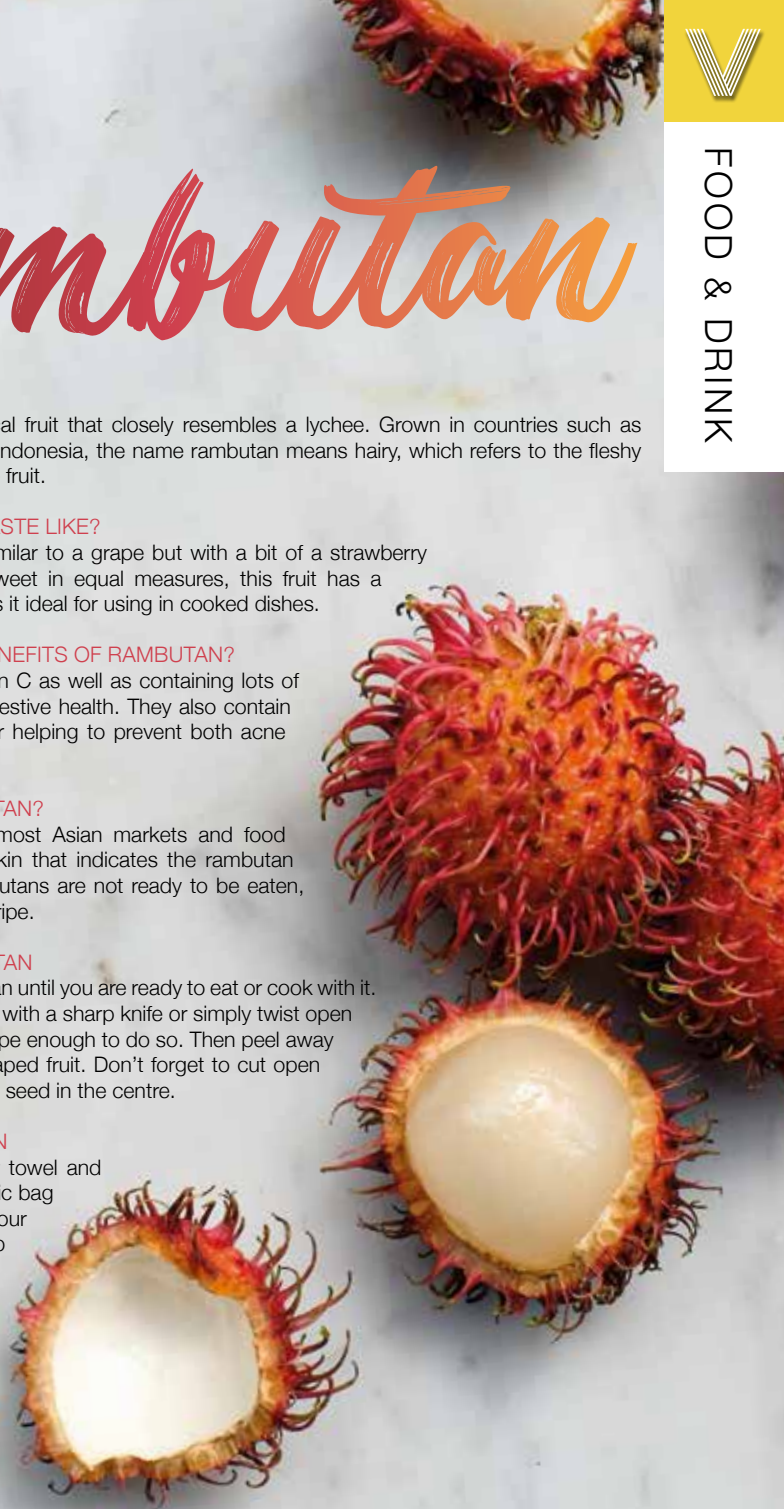 mbutan
V
FOOD & DRINK
al fruit that closely resembles a lychee. Grown in countries such as
ndonesia, the name rambutan means hairy, which refers to the fleshy
fruit.
STE LIKE?
milar to a grape but with a bit of a strawberry
weet in equal measures, this fruit has a
s it ideal for using in cooked dishes.
NEFITS OF RAMBUTAN?
n C as well as containing lots of
estive health. They also contain
r helping to prevent both acne
TAN?
most Asian markets and food
kin that indicates the rambutan
utans are not ready to be eaten,
ripe.
TAN
an until you are ready to eat or cook with it.
with a sharp knife or simply twist open
pe enough to do so. Then peel away
aped fruit. Don’t forget to cut open
seed in the centre.
N
towel and
ic bag
our
o